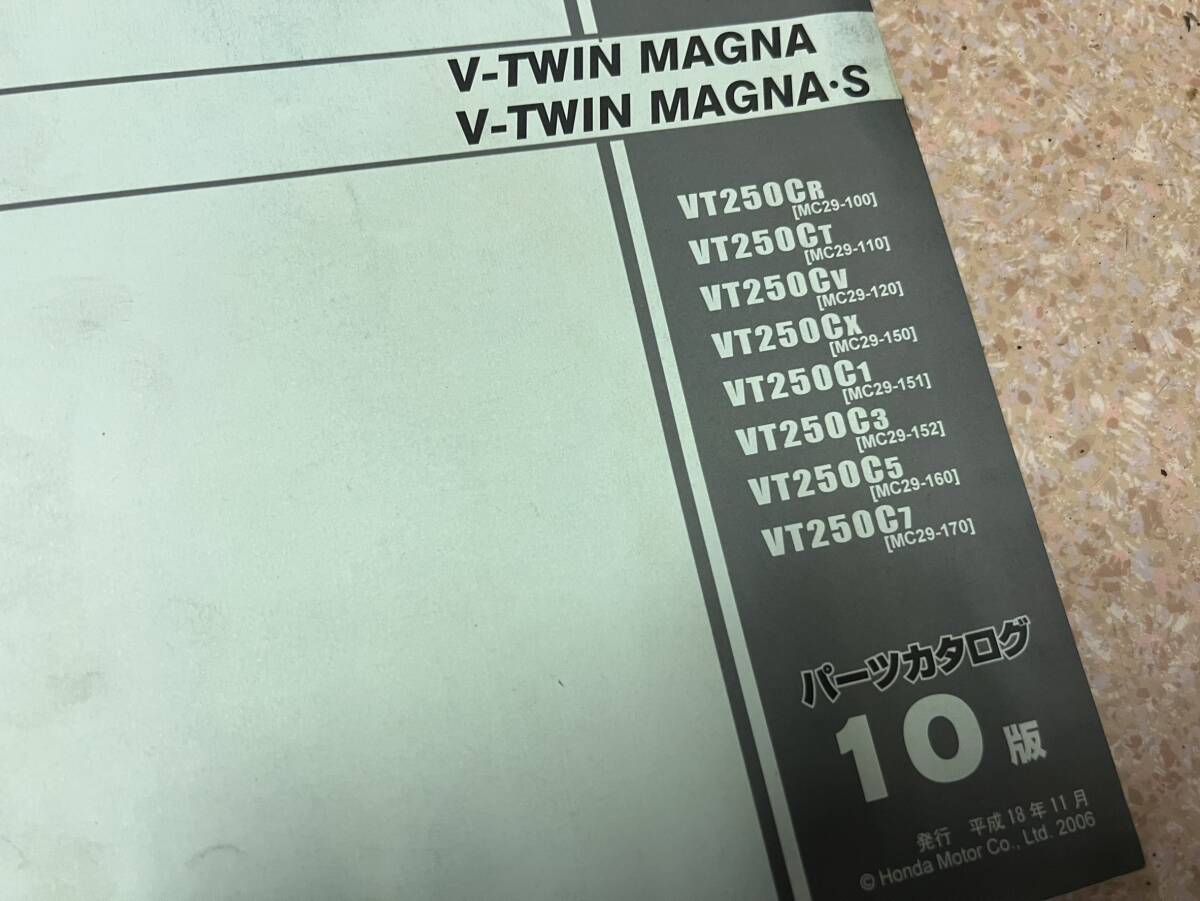 V-TWIN MAGNA
V-TWIN MAGNA·S
VT250CR
[MC29-100]
VT250CT
[MC29-110]
VT250CV
[MC29-120]
VT250CX
[MC29-150]
VT250C1
[MC29-151]
VT250C3
[MC29-152]
VT250C5
[MC29-160]
VT250C7
[MC29-170]
パーツカタログ
10版
発行 平成18年11月
© Honda Motor Co., Ltd. 2006